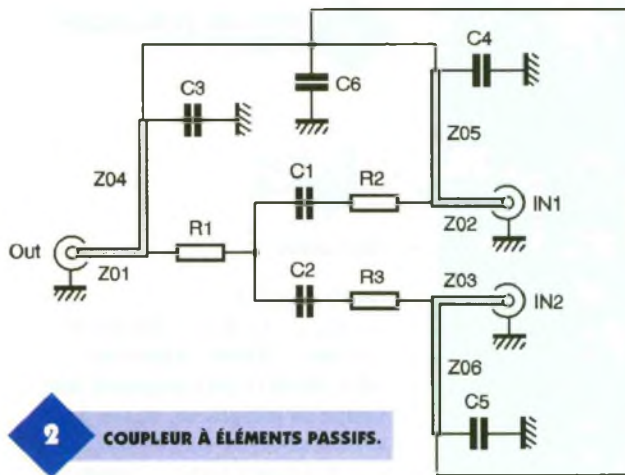 C4
C3
C6
Z05
Z04
C1
R2
IN1
Z02
R1
Out
Z01
Z03
C2
R3
IN2
Z06
C5
2
COUPLEUR À ÉLÉMENTS PASSIFS.